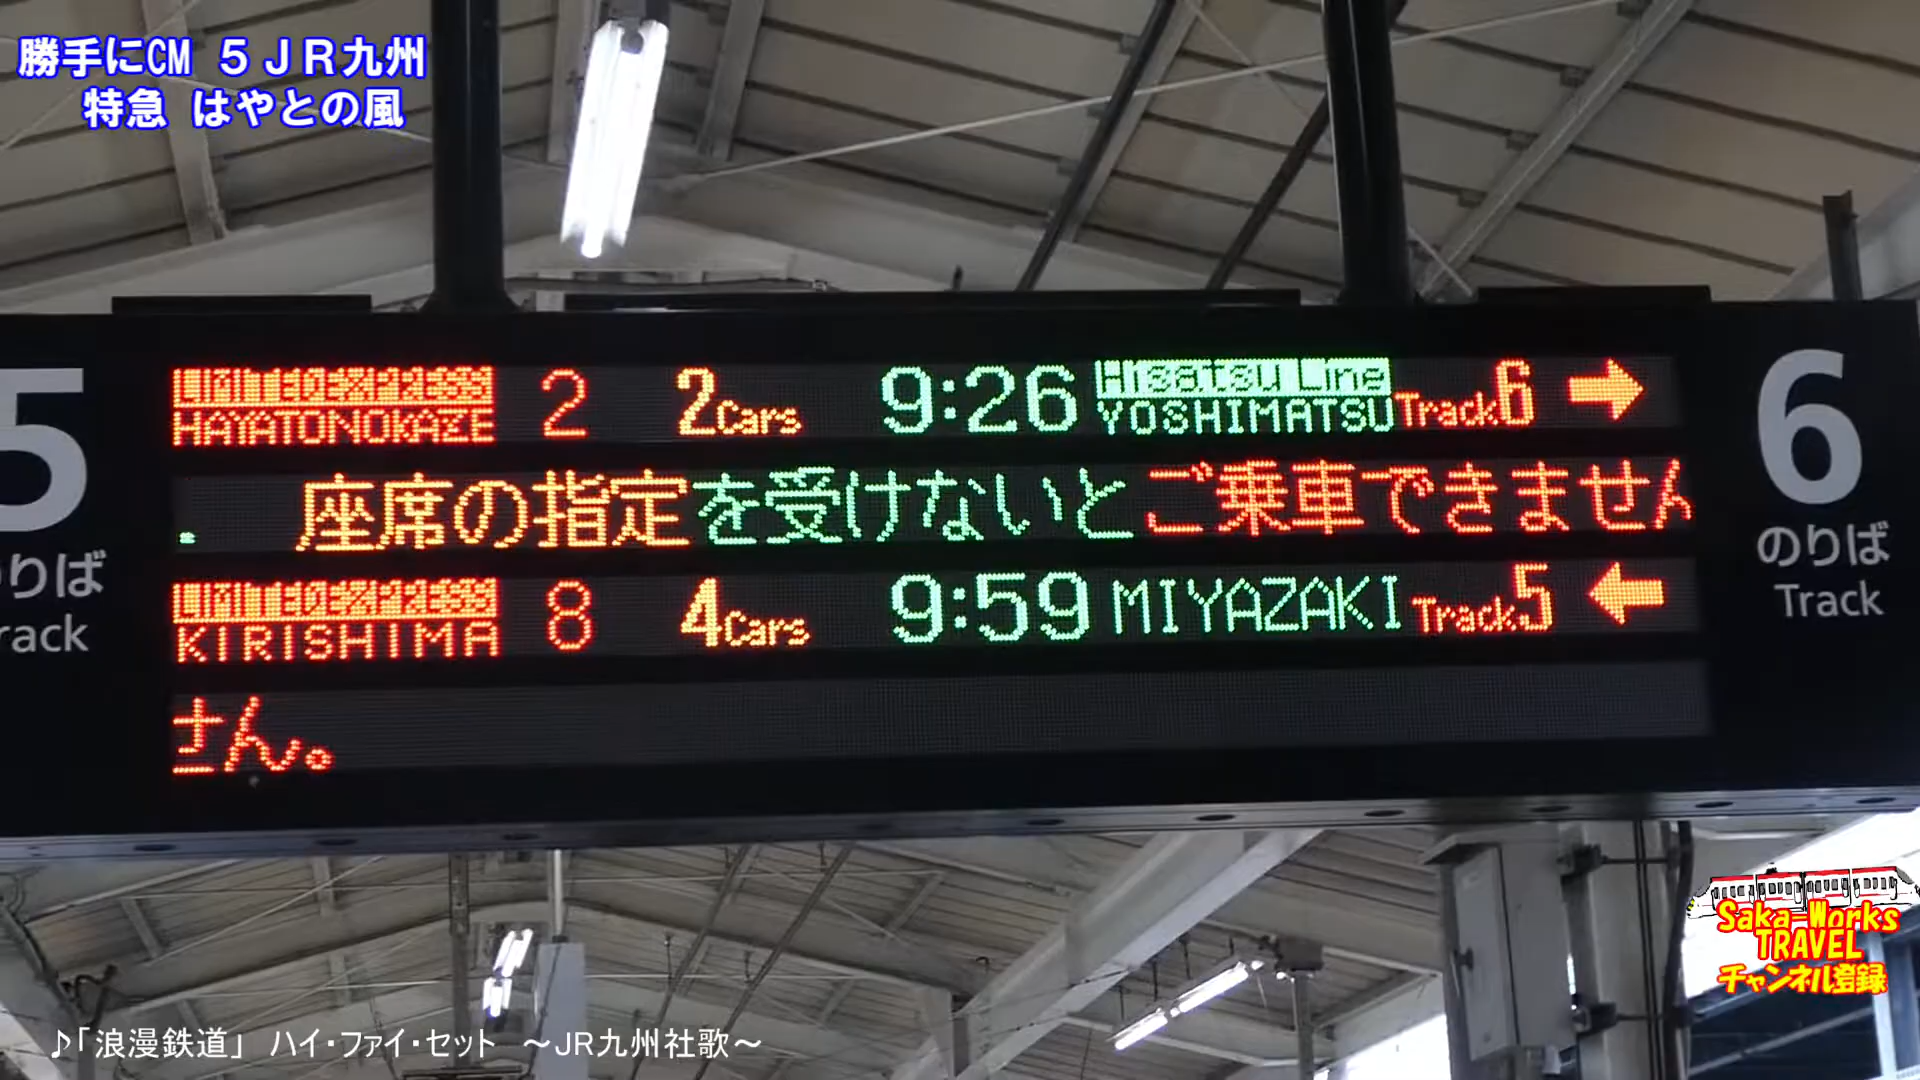 勝手にCM 5 JR九州
特急 はやとの風
LIMITED EXPRESS
HAYATONOKAZE 2 2Cars 9:26 Hisatsu Line
YOSHIMATSU Track6 →
座席の指定を受けないとご乗車できません
LIMITED EXPRESS
KIRISHIMA 8 4Cars 9:59 MIYAZAKI Track5 ←
さん。
5
のりば
Track
6
のりば
Track
Saka-Works
TRAVEL
チャンネル登録
♪「浪漫鉄道」 ハイ・ファイ・セット ～JR九州社歌～